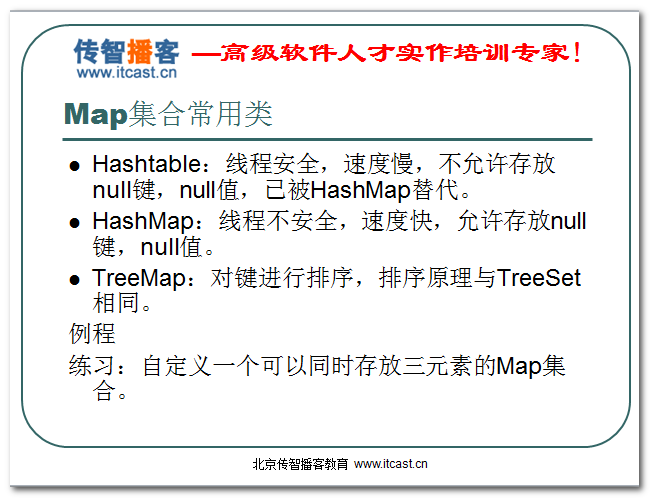 传智播客 —高级软件人才实作培训专家!
www.itcast.cn
Map集合常用类
● Hashtable：线程安全，速度慢，不允许存放
null键，null值，已被HashMap替代。
● HashMap：线程不安全，速度快，允许存放null
键，null值。
● TreeMap：对键进行排序，排序原理与TreeSet
相同。
例程
练习：自定义一个可以同时存放三元素的Map集
合。
北京传智播客教育 www.itcast.cn